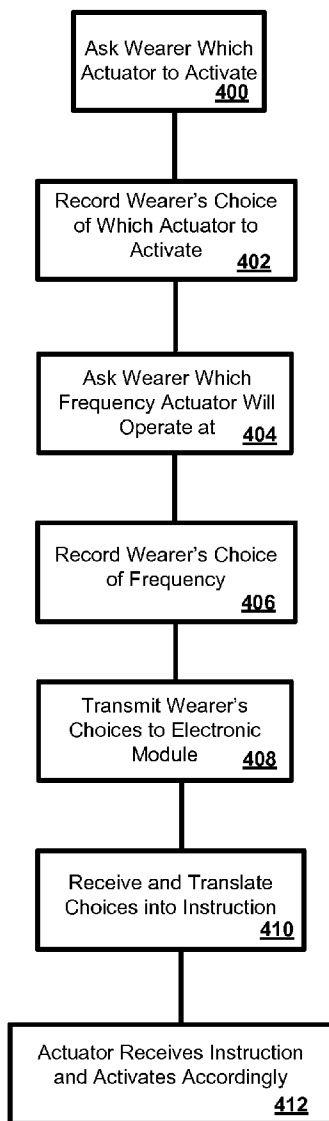 Ask Wearer Which
Actuator to Activate
400
Record Wearer's Choice
of Which Actuator to
Activate
402
Ask Wearer Which
Frequency Actuator Will
Operate at
404
Record Wearer's Choice
of Frequency
406
Transmit Wearer's
Choices to Electronic
Module
408
Receive and Translate
Choices into Instruction
410
Actuator Receives Instruction
and Activates Accordingly
412